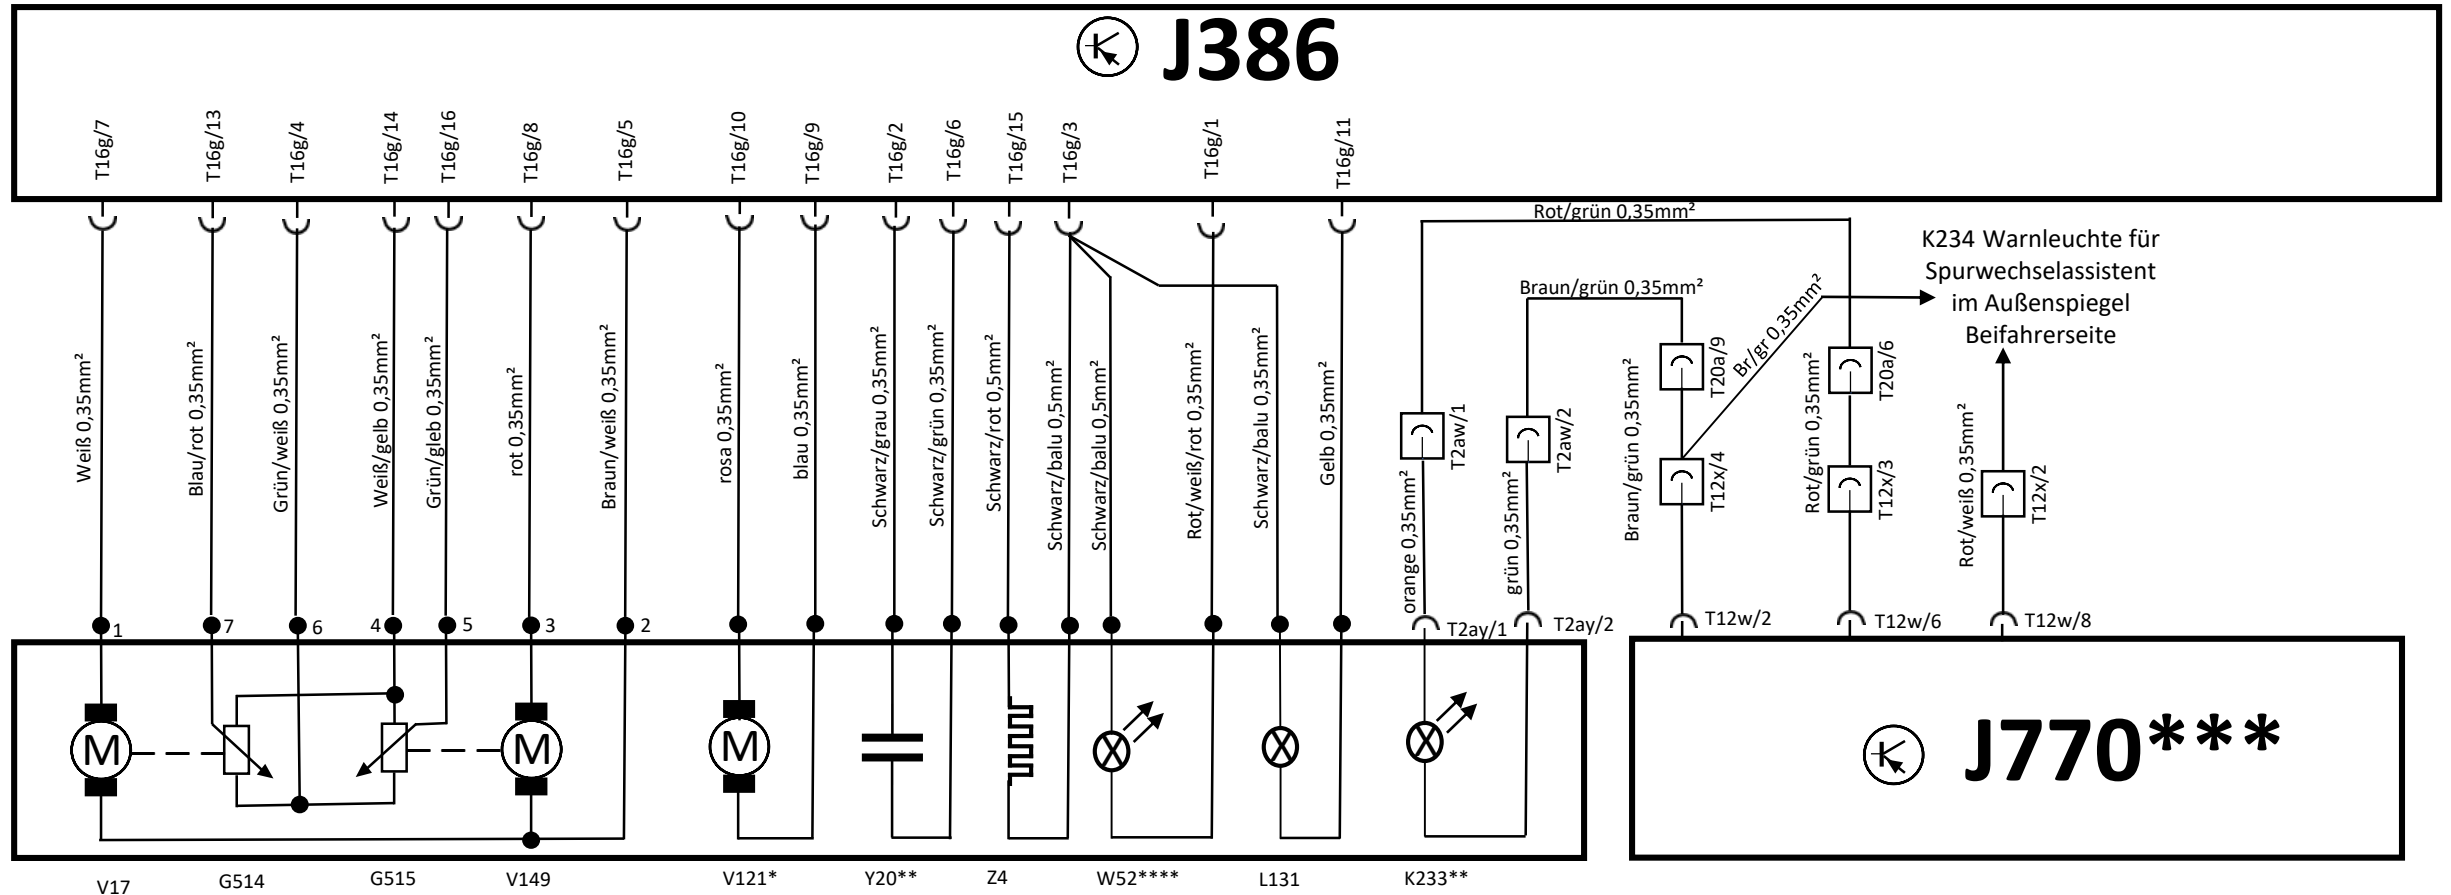 J386
T16g/7
T16g/13
T16g/4
T16g/14
T16g/16
T16g/8
T16g/5
T16g/10
T16g/9
T16g/2
T16g/6
T16g/15
T16g/3
T16g/1
T16g/11
Rot/grün 0,35mm²
K234 Warnleuchte für
Spurwechselassistent
im Außenspiegel
Beifahrerseite
Braun/grün 0,35mm²
Br/gr 0,35mm²
Weiß 0,35mm²
Blau/rot 0,35mm²
Grün/weiß 0,35mm²
Weiß/gelb 0,35mm²
Grün/gleb 0,35mm²
rot 0,35mm²
Braun/weiß 0,35mm²
rosa 0,35mm²
blau 0,35mm²
Schwarz/grau 0,35mm²
Schwarz/grün 0,35mm²
Schwarz/rot 0,5mm²
Schwarz/balu 0,5mm²
Schwarz/balu 0,5mm²
Rot/weiß/rot 0,35mm²
Schwarz/balu 0,35mm²
Gelb 0,35mm²
orange 0,35mm²
T2aw/1
grün 0,35mm²
T2aw/2
Braun/grün 0,35mm²
T20a/9
T12x/4
Rot/grün 0,35mm²
T20a/6
T12x/3
Rot/weiß 0,35mm²
T12x/2
1
7
6
4
5
3
2
T2ay/1
T2ay/2
T12w/2
T12w/6
T12w/8
M
M
M
J770***
V17
G514
G515
V149
V121*
Y20**
Z4
W52****
L131
K233**